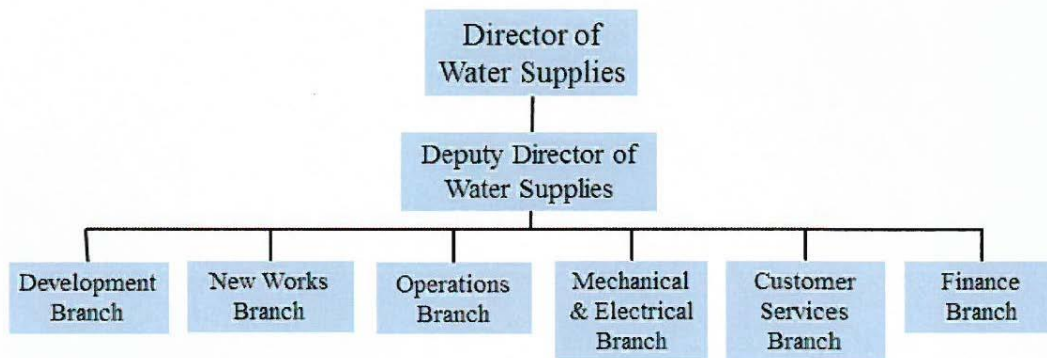 Director of
Water Supplies
Deputy Director of
Water Supplies
Development
Branch
New Works
Branch
Operations
Branch
Mechanical
& Electrical
Branch
Customer
Services
Branch
Finance
Branch